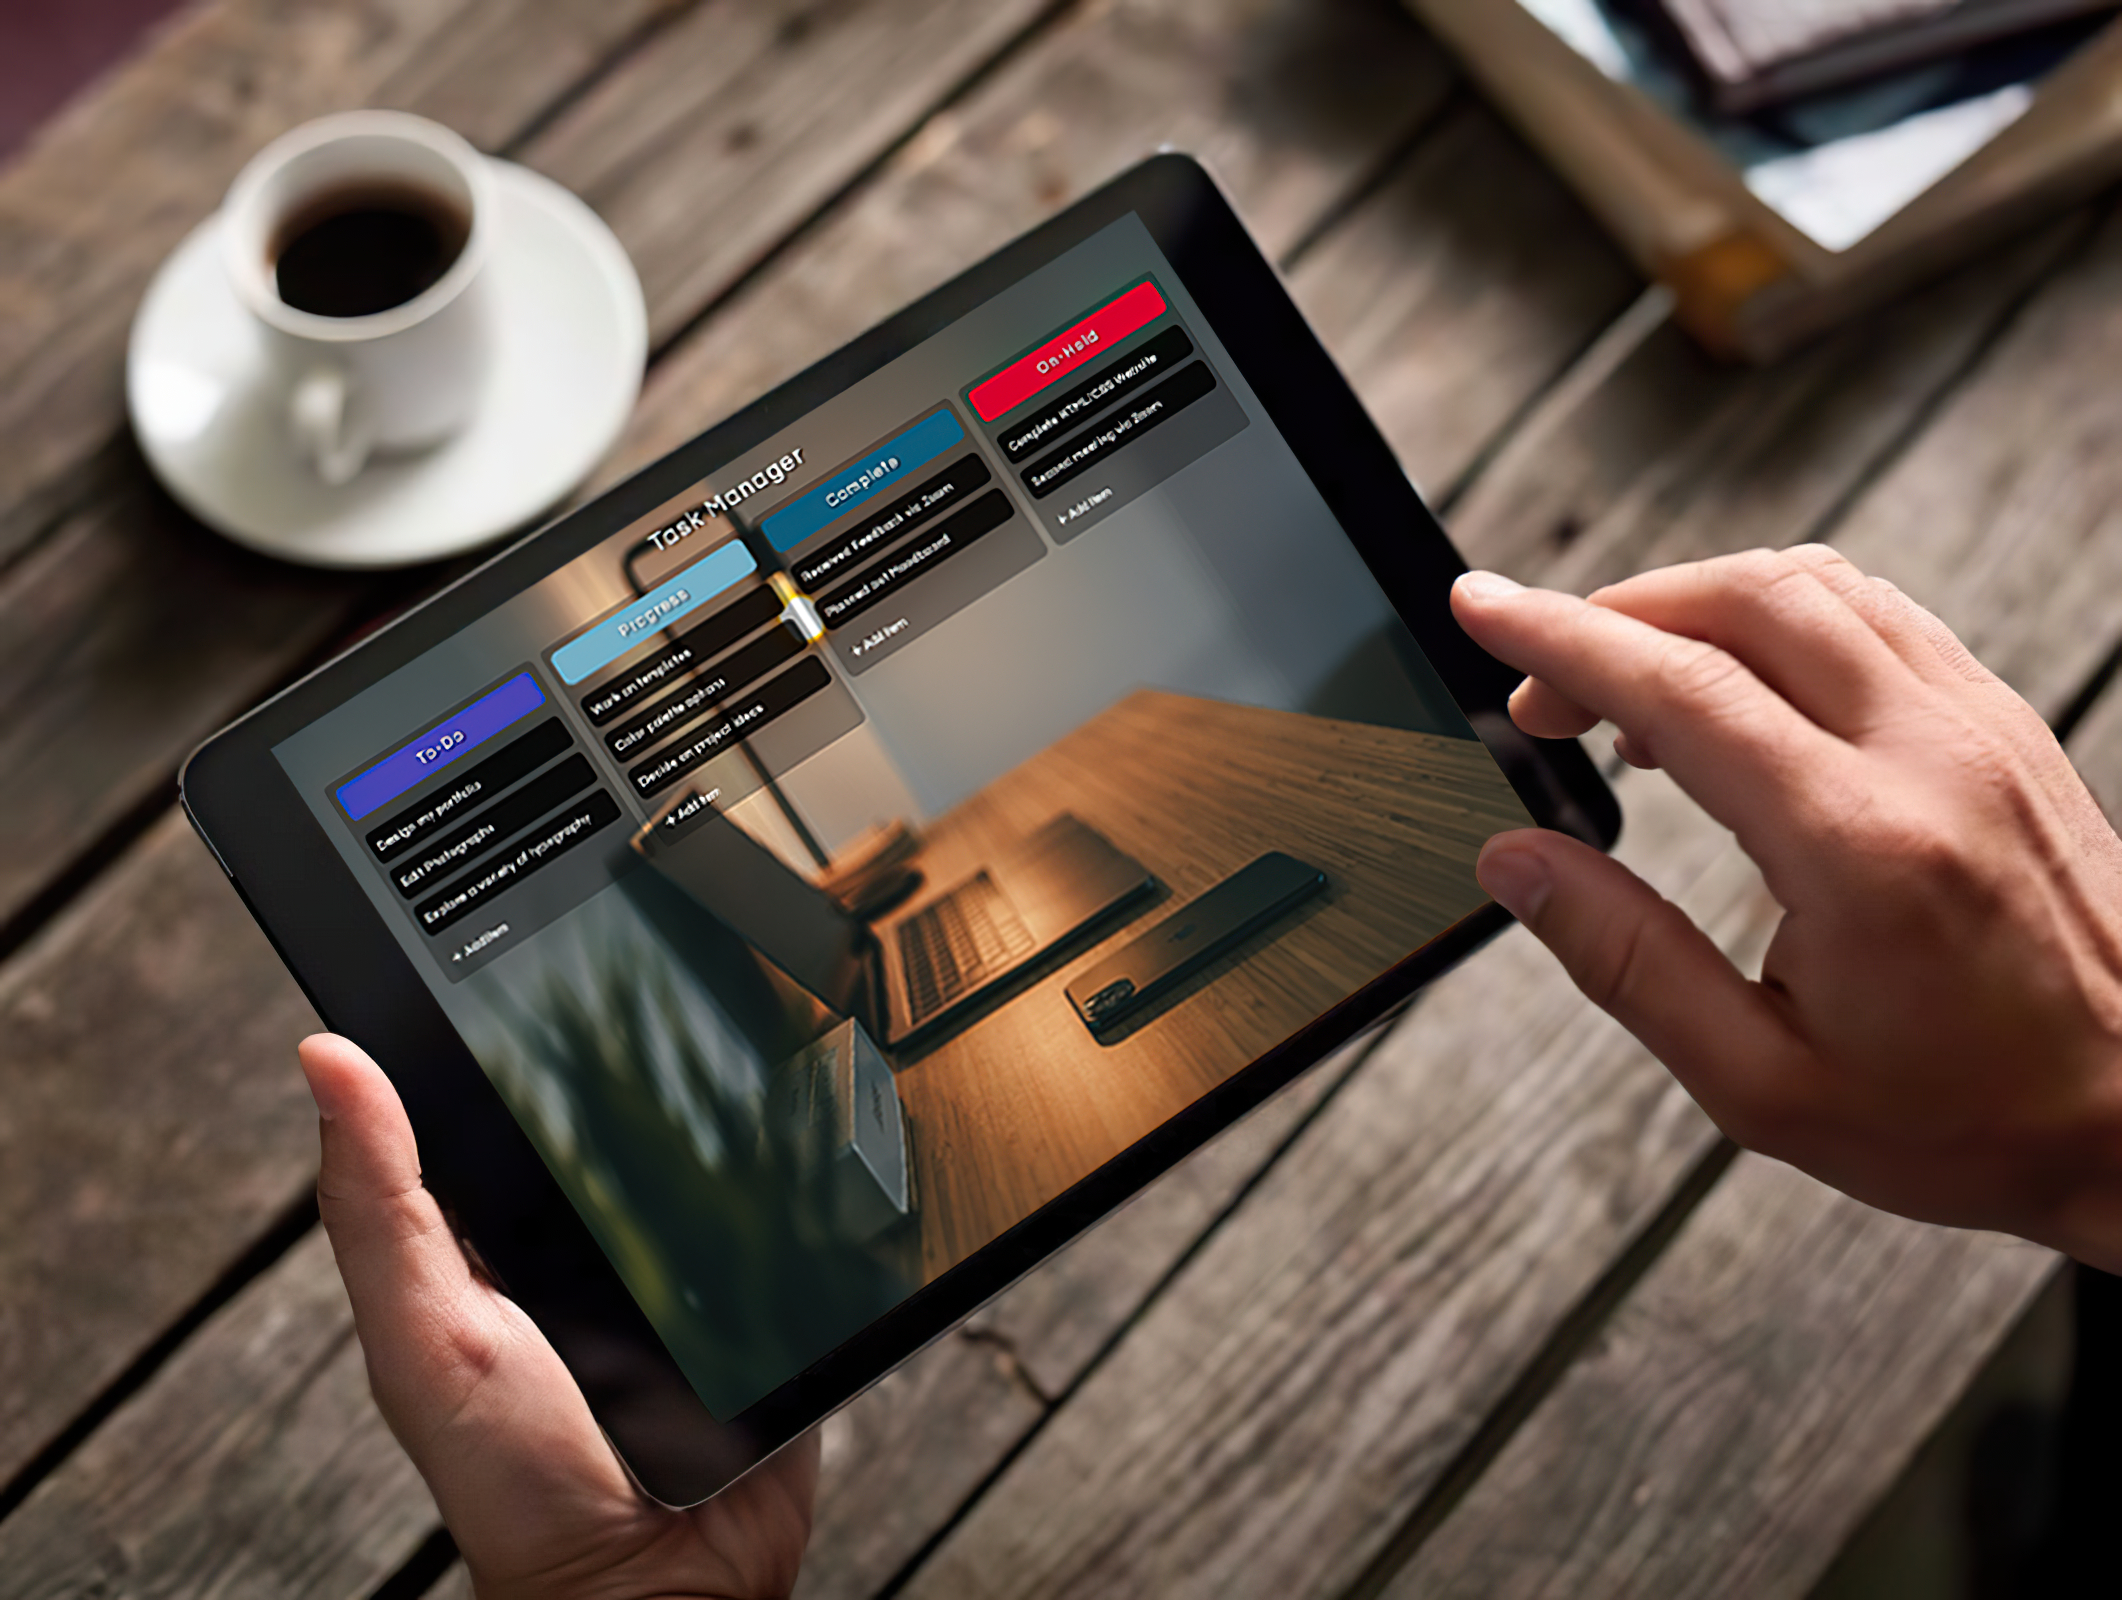 Task Manager
To-Do
Design my portfolio
Edit Photographs
Explore a variety of typography
+ Add Item
Progress
Work on templates
Color palette options
Decide on project ideas
+ Add Item
Complete
Received Feedback via Zoom
Planned out Moodboard
+ Add Item
On-Hold
Complete HTML/CSS Website
Second meeting via Zoom
+ Add Item